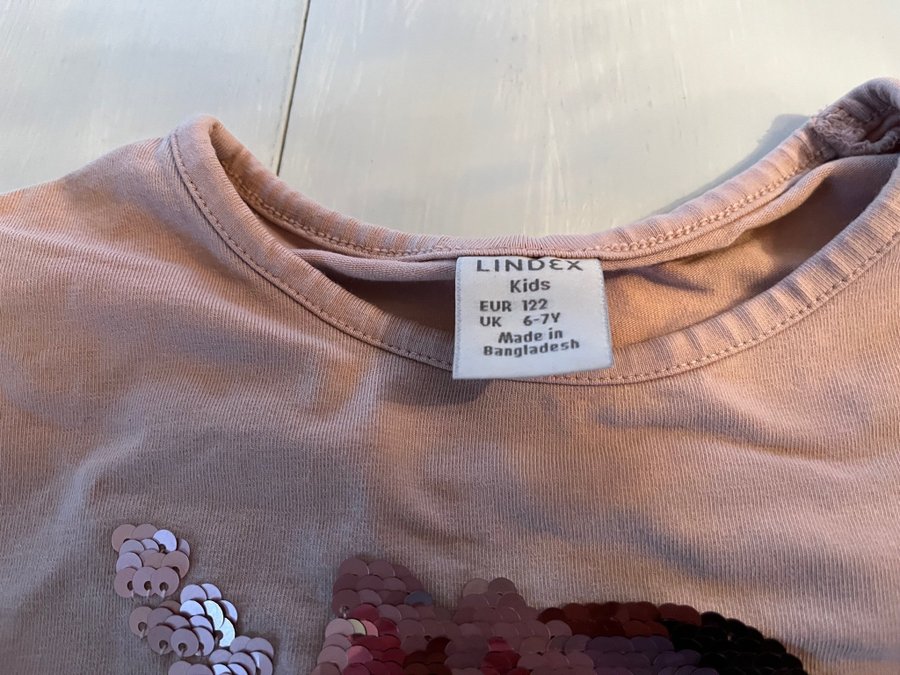 LINDEX
Kids
EUR 122
UK 6-7Y
Made in
Bangladesh